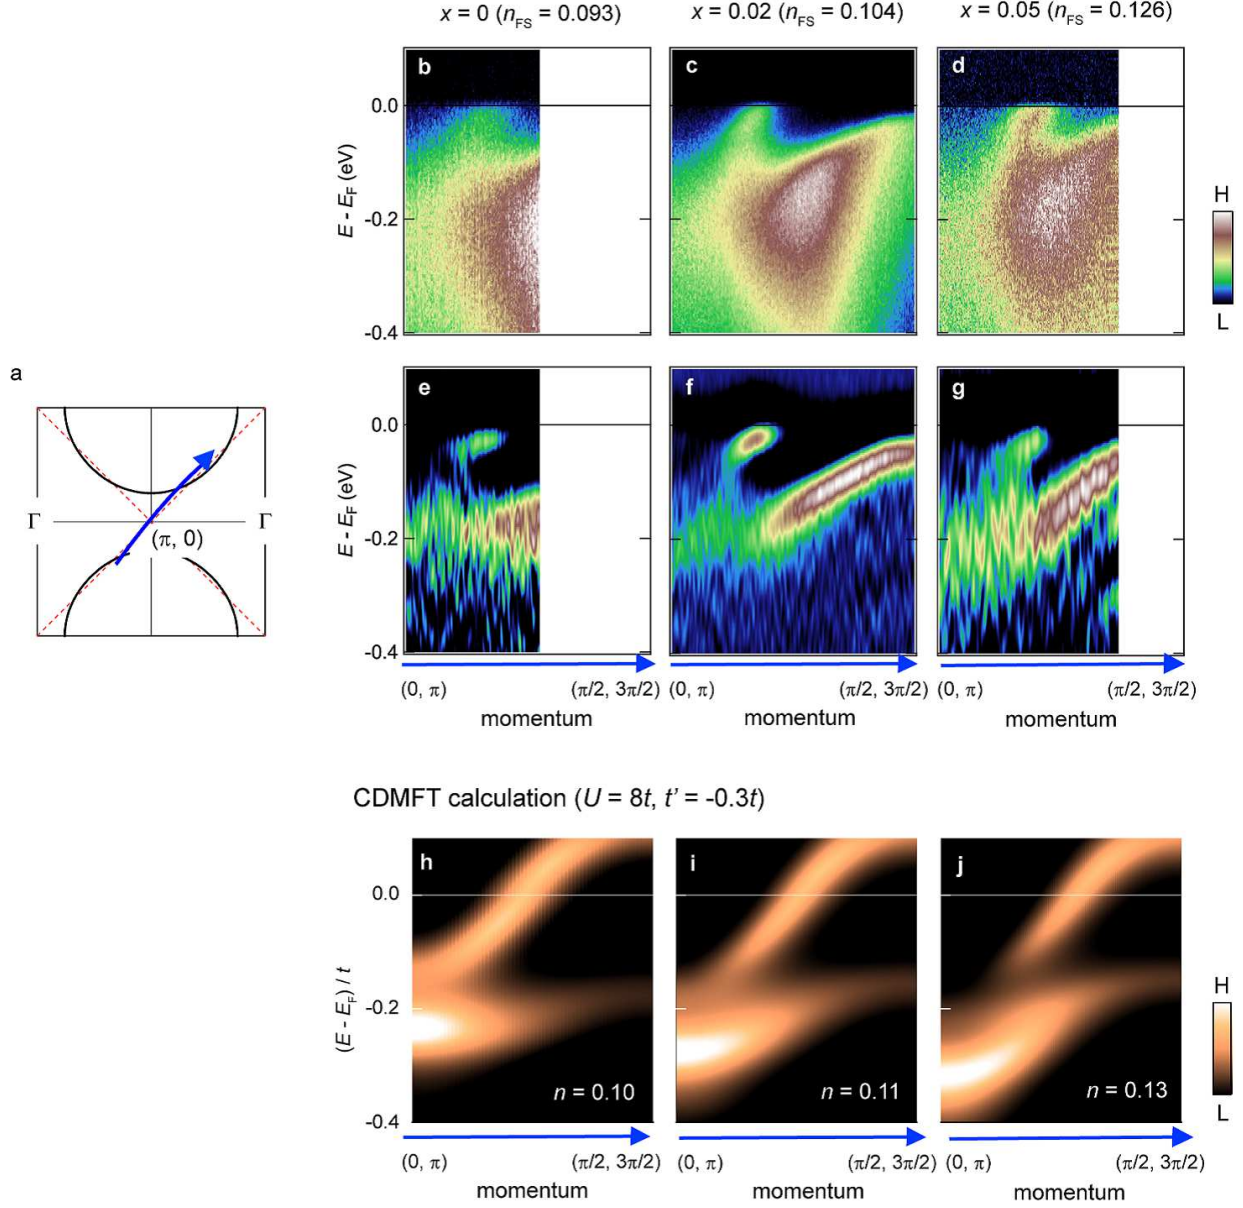 x = 0 (nFS = 0.093)
x = 0.02 (nFS = 0.104)
x = 0.05 (nFS = 0.126)
b
c
d
0.0
-0.2
-0.4
E - EF (eV)
H
L
a
Γ
Γ
(π, 0)
e
f
g
0.0
-0.2
-0.4
E - EF (eV)
(0, π)
(π/2, 3π/2)
(0, π)
(π/2, 3π/2)
(0, π)
(π/2, 3π/2)
momentum
momentum
momentum
CDMFT calculation (U = 8t, t' = -0.3t)
h
i
j
0.0
-0.2
-0.4
(E - EF) / t
n = 0.10
n = 0.11
n = 0.13
H
L
(0, π)
(π/2, 3π/2)
(0, π)
(π/2, 3π/2)
(0, π)
(π/2, 3π/2)
momentum
momentum
momentum